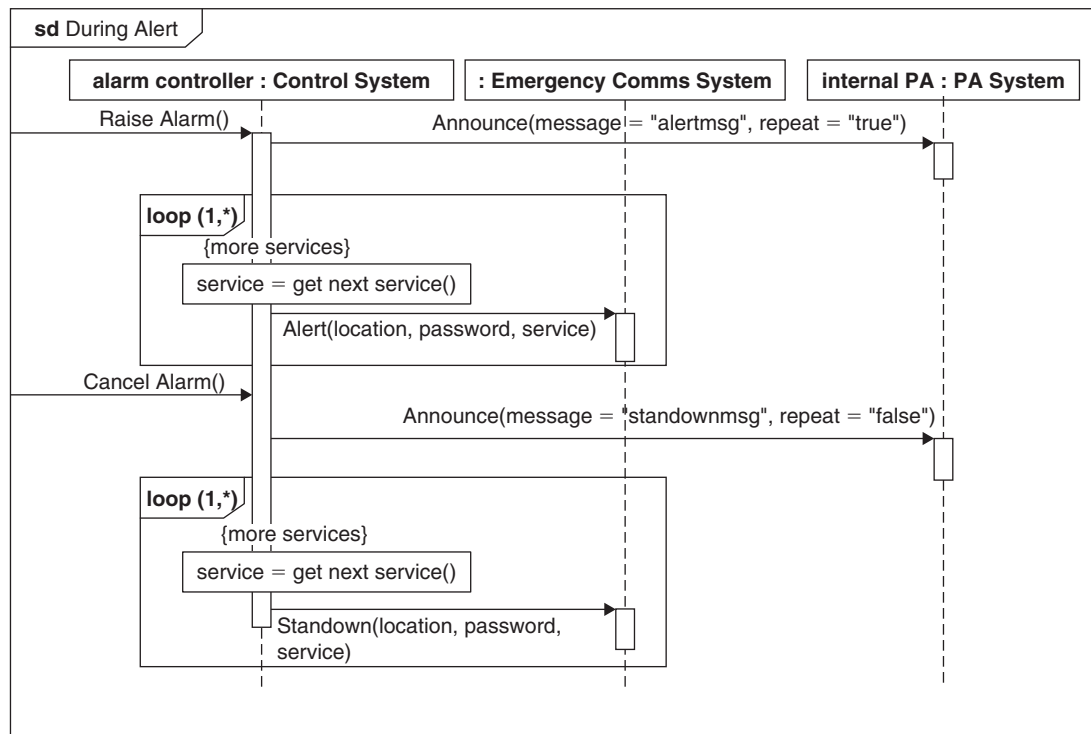 sd During Alert
alarm controller : Control System
: Emergency Comms System
internal PA : PA System
Raise Alarm()
Announce(message = "alertmsg", repeat = "true")
loop (1,*)
{more services}
service = get next service()
Alert(location, password, service)
Cancel Alarm()
Announce(message = "standownmsg", repeat = "false")
loop (1,*)
{more services}
service = get next service()
Standown(location, password,
service)